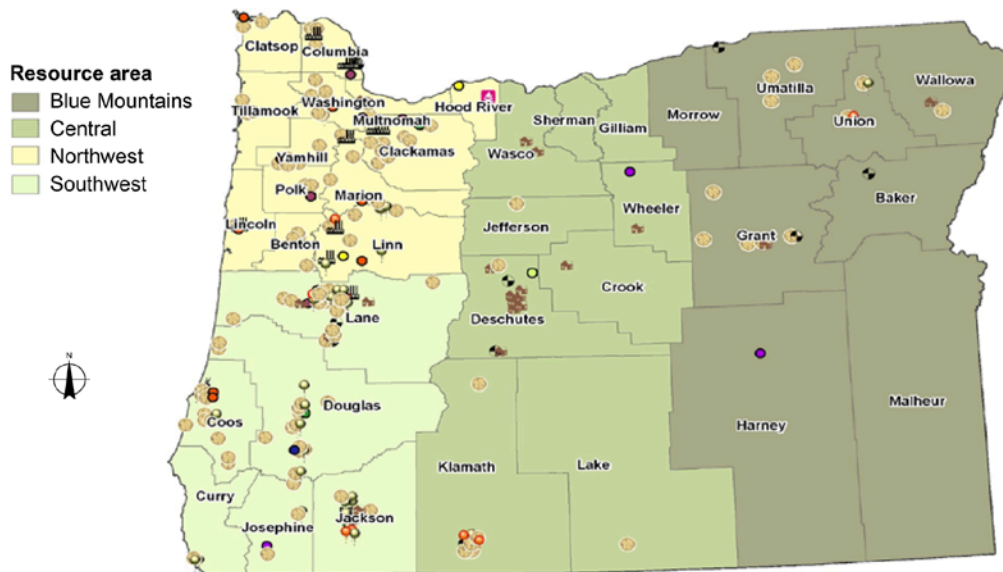 Resource area
Blue Mountains
Central
Northwest
Southwest
N
Clatsop
Columbia
Tillamook
Washington
Multnomah
Hood River
Yamhill
Clackamas
Polk
Marion
Lincoln
Benton
Linn
Lane
Douglas
Coos
Curry
Josephine
Jackson
Sherman
Gilliam
Wasco
Wheeler
Jefferson
Crook
Deschutes
Klamath
Lake
Morrow
Umatilla
Union
Wallowa
Baker
Grant
Harney
Malheur